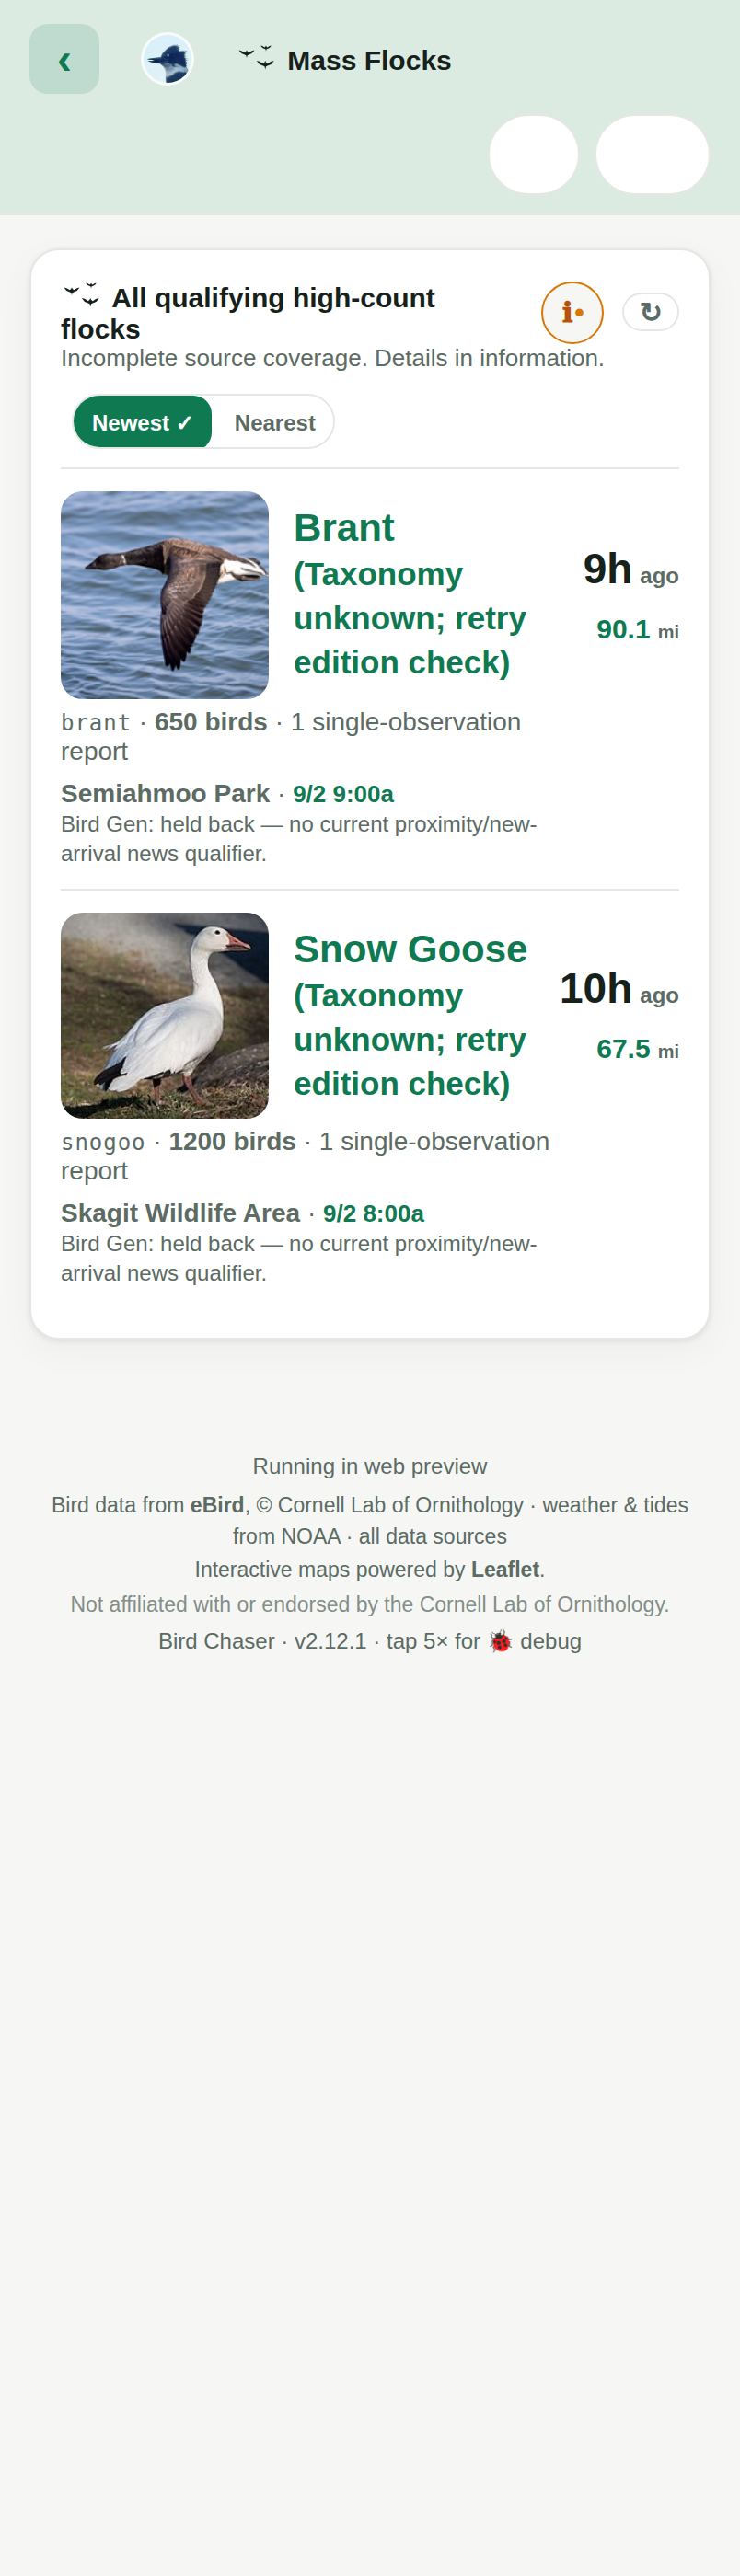 ‹ Mass Flocks
All qualifying high-count
flocks
i• ↻
Incomplete source coverage. Details in information.
Newest ✓ Nearest
Brant
(Taxonomy
unknown; retry
edition check)
9h ago
90.1 mi
brant · 650 birds · 1 single-observation
report
Semiahmoo Park · 9/2 9:00a
Bird Gen: held back — no current proximity/new-
arrival news qualifier.
Snow Goose
(Taxonomy
unknown; retry
edition check)
10h ago
67.5 mi
snogoo · 1200 birds · 1 single-observation
report
Skagit Wildlife Area · 9/2 8:00a
Bird Gen: held back — no current proximity/new-
arrival news qualifier.
Running in web preview
Bird data from eBird, © Cornell Lab of Ornithology · weather & tides
from NOAA · all data sources
Interactive maps powered by Leaflet.
Not affiliated with or endorsed by the Cornell Lab of Ornithology.
Bird Chaser · v2.12.1 · tap 5× for 🐞 debug